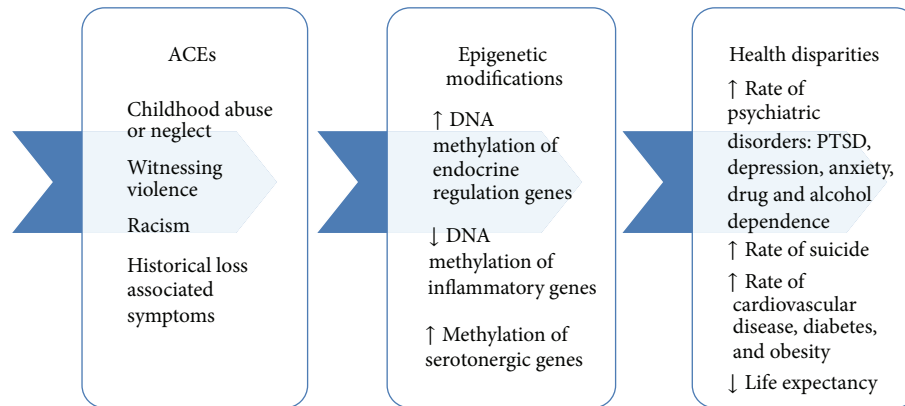 ACEs
Childhood abuse
or neglect
Witnessing
violence
Racism
Historical loss
associated
symptoms
Epigenetic
modifications
↑ DNA
methylation of
endocrine
regulation genes
↓ DNA
methylation of
inflammatory genes
↑ Methylation of
serotonergic genes
Health disparities
↑ Rate of
psychiatric
disorders: PTSD,
depression, anxiety,
drug and alcohol
dependence
↑ Rate of suicide
↑ Rate of
cardiovascular
disease, diabetes,
and obesity
↓ Life expectancy